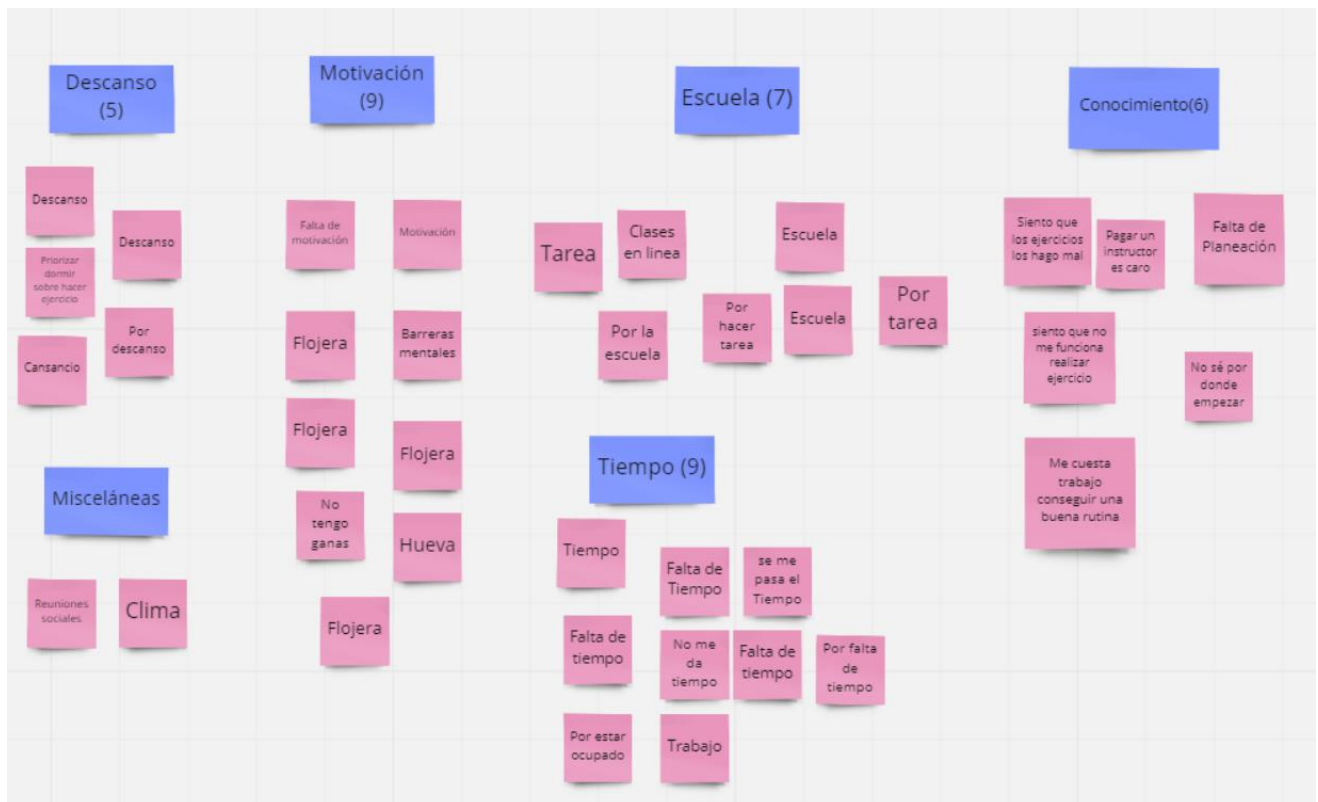 Descanso
(5)
Descanso
Descanso
Priorizar
dormir
sobre hacer
ejercicio
Por
descanso
Cansancio
Misceláneas
Reuniones
sociales
Clima
Motivación
(9)
Falta de
motivación
Motivación
Flojera
Barreras
mentales
Flojera
Flojera
No
tengo
ganas
Hueva
Flojera
Escuela (7)
Tarea
Clases
en linea
Escuela
Por la
escuela
Por
hacer
tarea
Escuela
Por
tarea
Tiempo (9)
Tiempo
Falta de
Tiempo
se me
pasa el
Tiempo
Falta de
tiempo
No me
da
tiempo
Falta de
tiempo
Por falta
de
tiempo
Por estar
ocupado
Trabajo
Conocimiento(6)
Siento que
los ejercicios
los hago mal
Pagar un
instructor
es caro
Falta de
Planeación
siento que no
me funciona
realizar
ejercicio
No sé por
donde
empezar
Me cuesta
trabajo
conseguir una
buena rutina